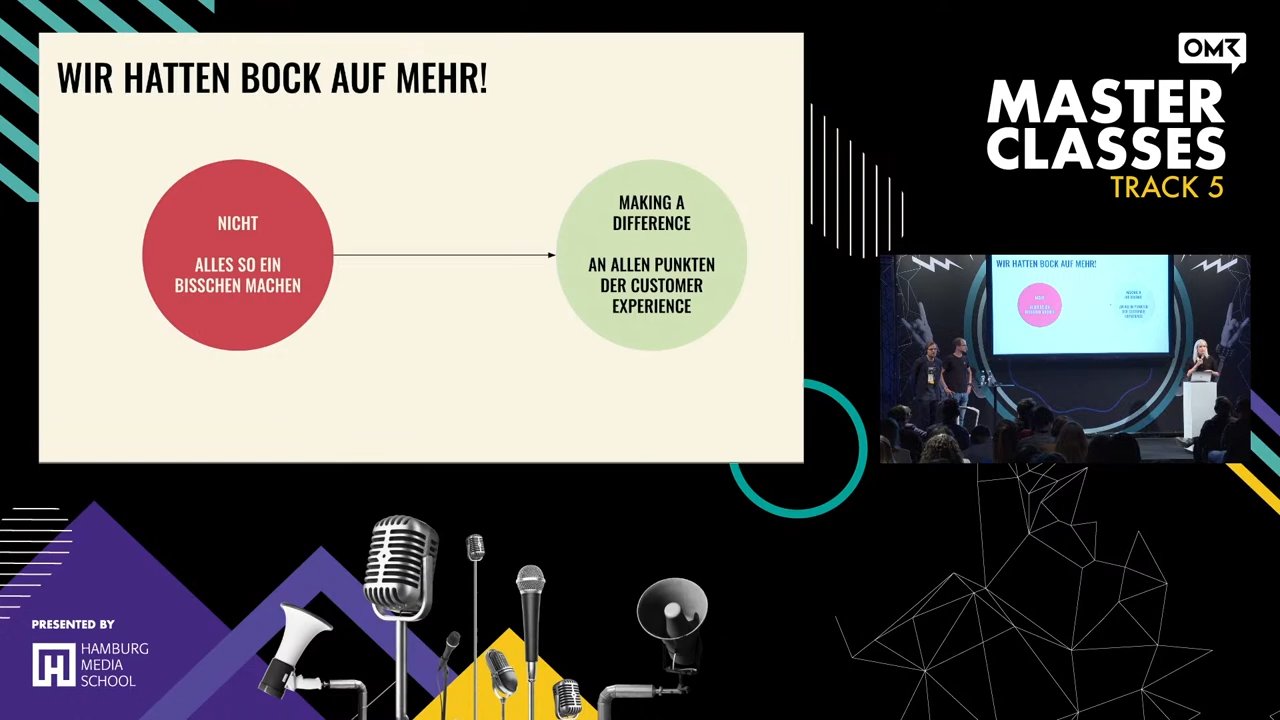 WIR HATTEN BOCK AUF MEHR!
NICHT
ALLES SO EIN
BISSCHEN MACHEN
MAKING A
DIFFERENCE
AN ALLEN PUNKTEN
DER CUSTOMER
EXPERIENCE
OMR
MASTER
CLASSES
TRACK 5
WIR HATTEN BOCK AUF MEHR!
PRESENTED BY
HAMBURG
MEDIA
SCHOOL